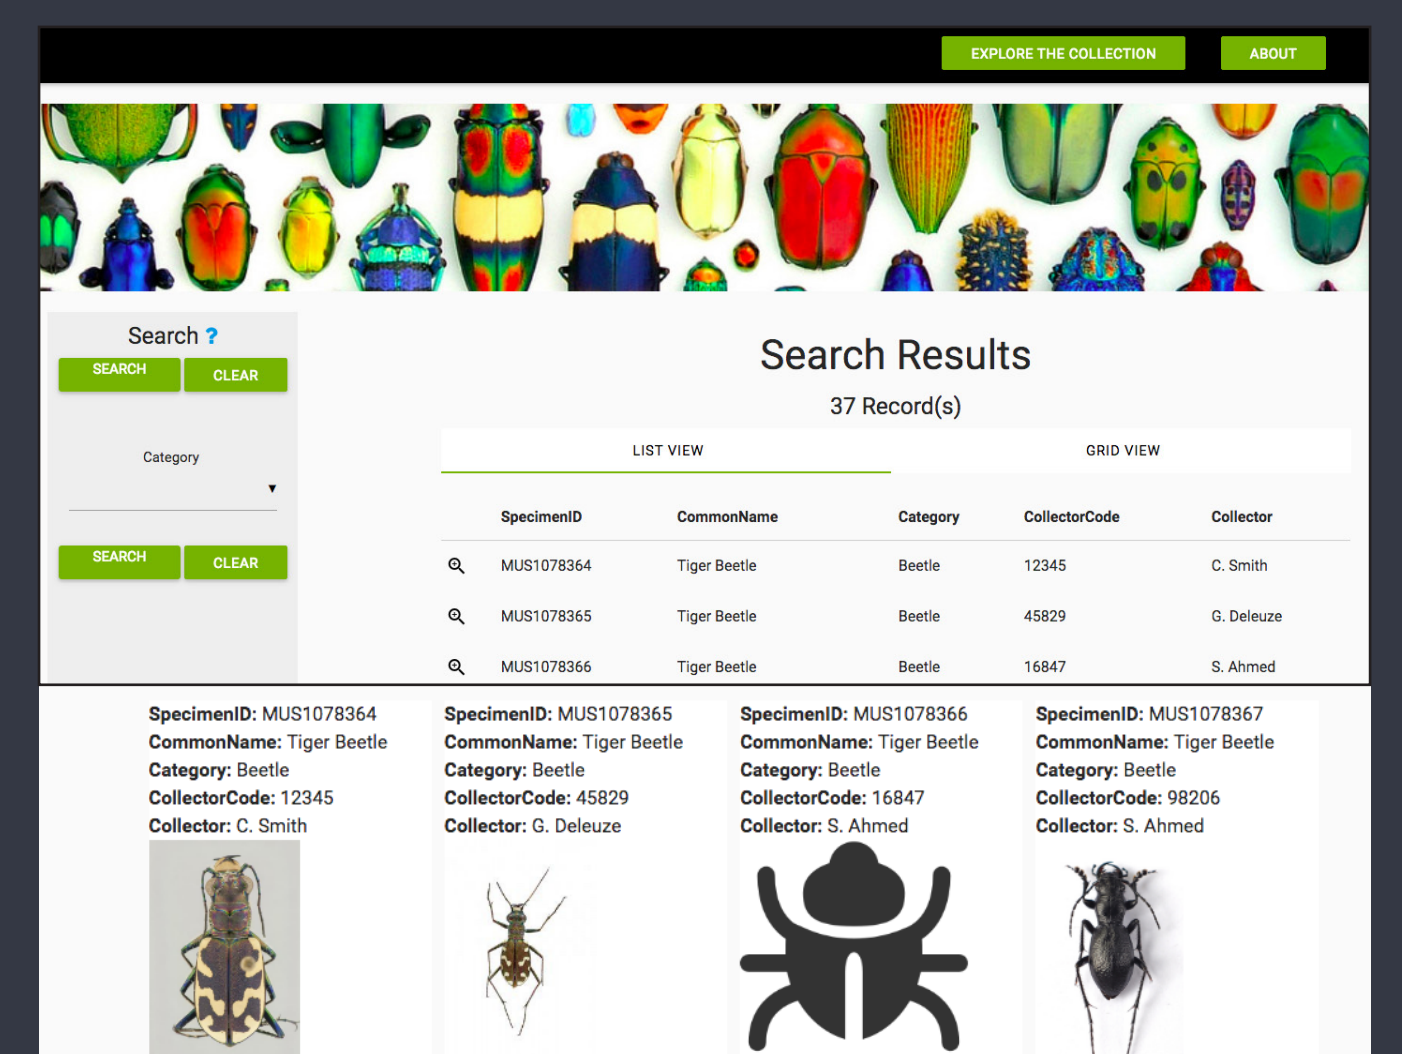 EXPLORE THE COLLECTION ABOUT
Search ?
SEARCH CLEAR
Category
SEARCH CLEAR
Search Results
37 Record(s)
LIST VIEW GRID VIEW
SpecimenID CommonName Category CollectorCode Collector
MUS1078364 Tiger Beetle Beetle 12345 C. Smith
MUS1078365 Tiger Beetle Beetle 45829 G. Deleuze
MUS1078366 Tiger Beetle Beetle 16847 S. Ahmed
SpecimenID: MUS1078364
CommonName: Tiger Beetle
Category: Beetle
CollectorCode: 12345
Collector: C. Smith
SpecimenID: MUS1078365
CommonName: Tiger Beetle
Category: Beetle
CollectorCode: 45829
Collector: G. Deleuze
SpecimenID: MUS1078366
CommonName: Tiger Beetle
Category: Beetle
CollectorCode: 16847
Collector: S. Ahmed
SpecimenID: MUS1078367
CommonName: Tiger Beetle
Category: Beetle
CollectorCode: 98206
Collector: S. Ahmed